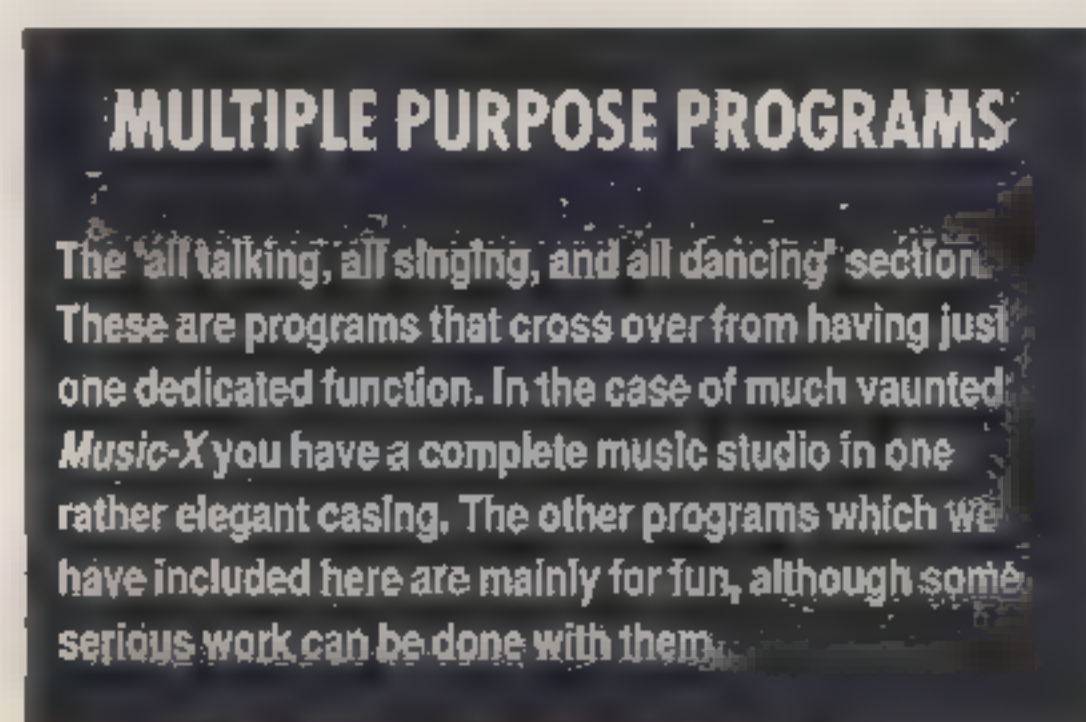 MULTIPLE PURPOSE PROGRAMS
The 'all talking, all singing, and all dancing' section.
These are programs that cross over from having just
one dedicated function. In the case of much vaunted
Music-X you have a complete music studio in one
rather elegant casing. The other programs which we
have included here are mainly for fun, although some
serious work can be done with them.